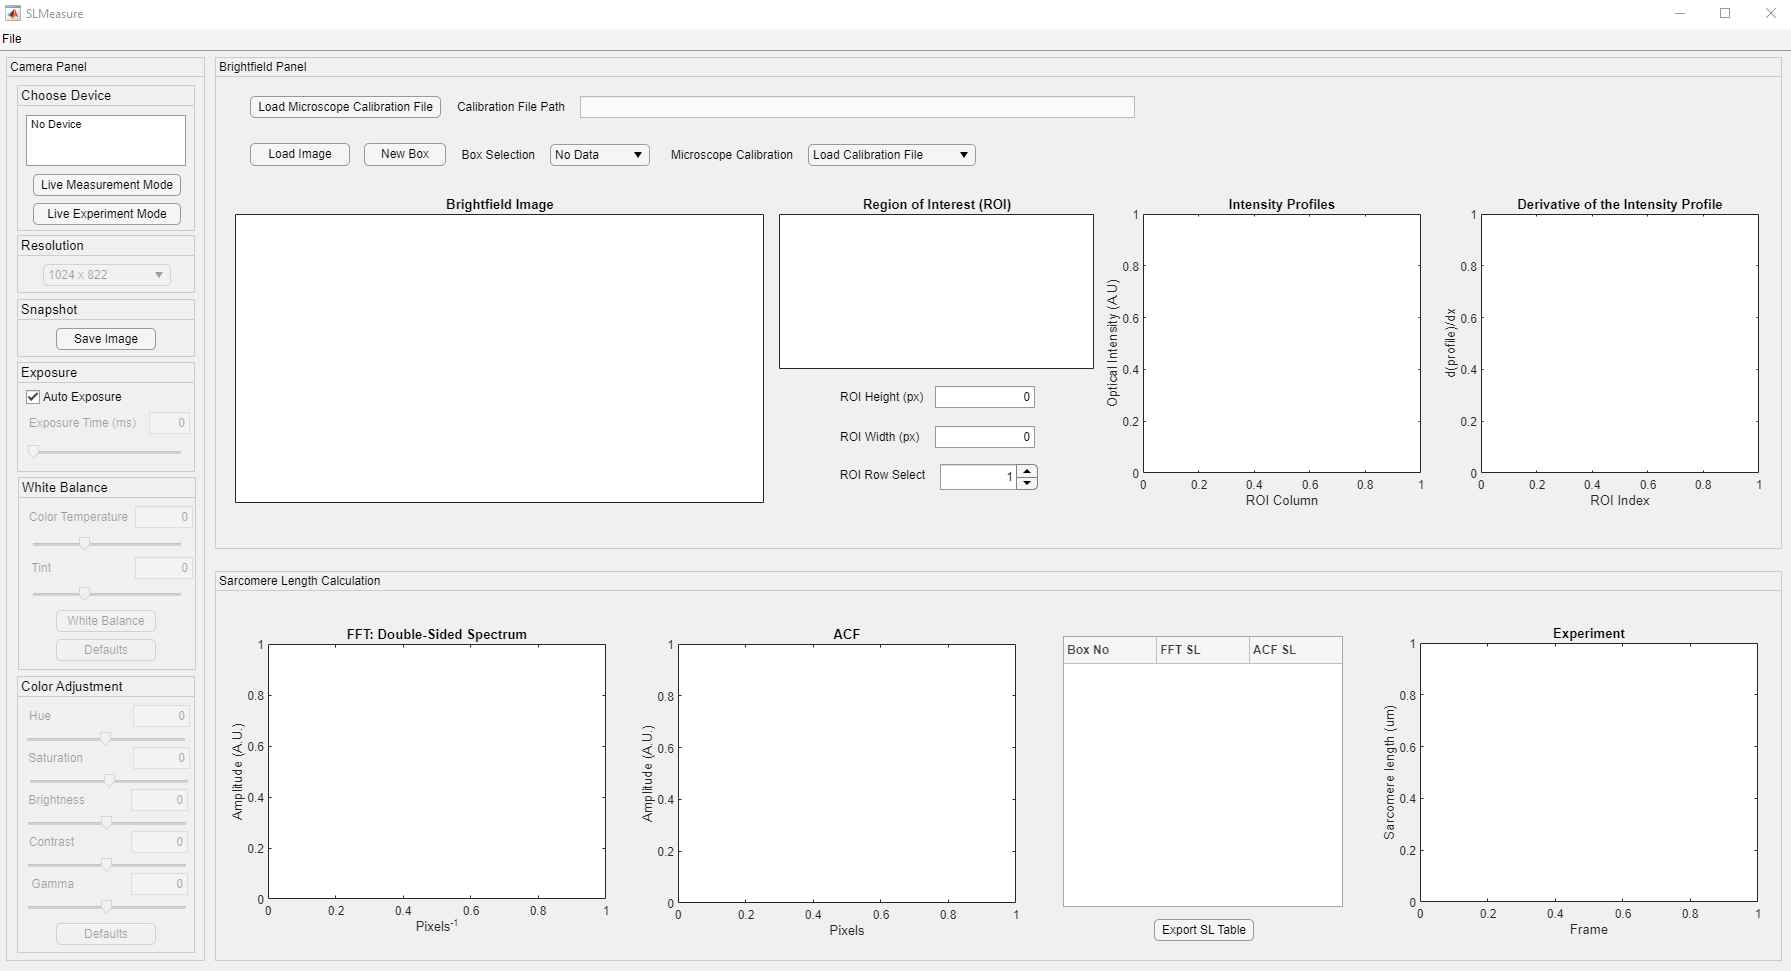 SLMeasure
File
Camera Panel
Choose Device
No Device
Live Measurement Mode
Live Experiment Mode
Resolution
1024 x 822
Snapshot
Save Image
Exposure
Auto Exposure
Exposure Time (ms) 0
White Balance
Color Temperature 0
Tint 0
White Balance
Defaults
Color Adjustment
Hue 0
Saturation 0
Brightness 0
Contrast 0
Gamma 0
Defaults
Brightfield Panel
Load Microscope Calibration File Calibration File Path
Load Image New Box Box Selection No Data Microscope Calibration Load Calibration File
Brightfield Image
Region of Interest (ROI)
ROI Height (px) 0
ROI Width (px) 0
ROI Row Select 1
Intensity Profiles
Optical Intensity (A.U)
1
0.8
0.6
0.4
0.2
0
0 0.2 0.4 0.6 0.8 1
ROI Column
Derivative of the Intensity Profile
d(profile)/dx
1
0.8
0.6
0.4
0.2
0
0 0.2 0.4 0.6 0.8 1
ROI Index
Sarcomere Length Calculation
FFT: Double-Sided Spectrum
Amplitude (A.U.)
1
0.8
0.6
0.4
0.2
0
0 0.2 0.4 0.6 0.8 1
Pixels⁻¹
ACF
Amplitude (A.U.)
1
0.8
0.6
0.4
0.2
0
0 0.2 0.4 0.6 0.8 1
Pixels
Box No FFT SL ACF SL
Export SL Table
Experiment
Sarcomere length (um)
1
0.8
0.6
0.4
0.2
0
0 0.2 0.4 0.6 0.8 1
Frame